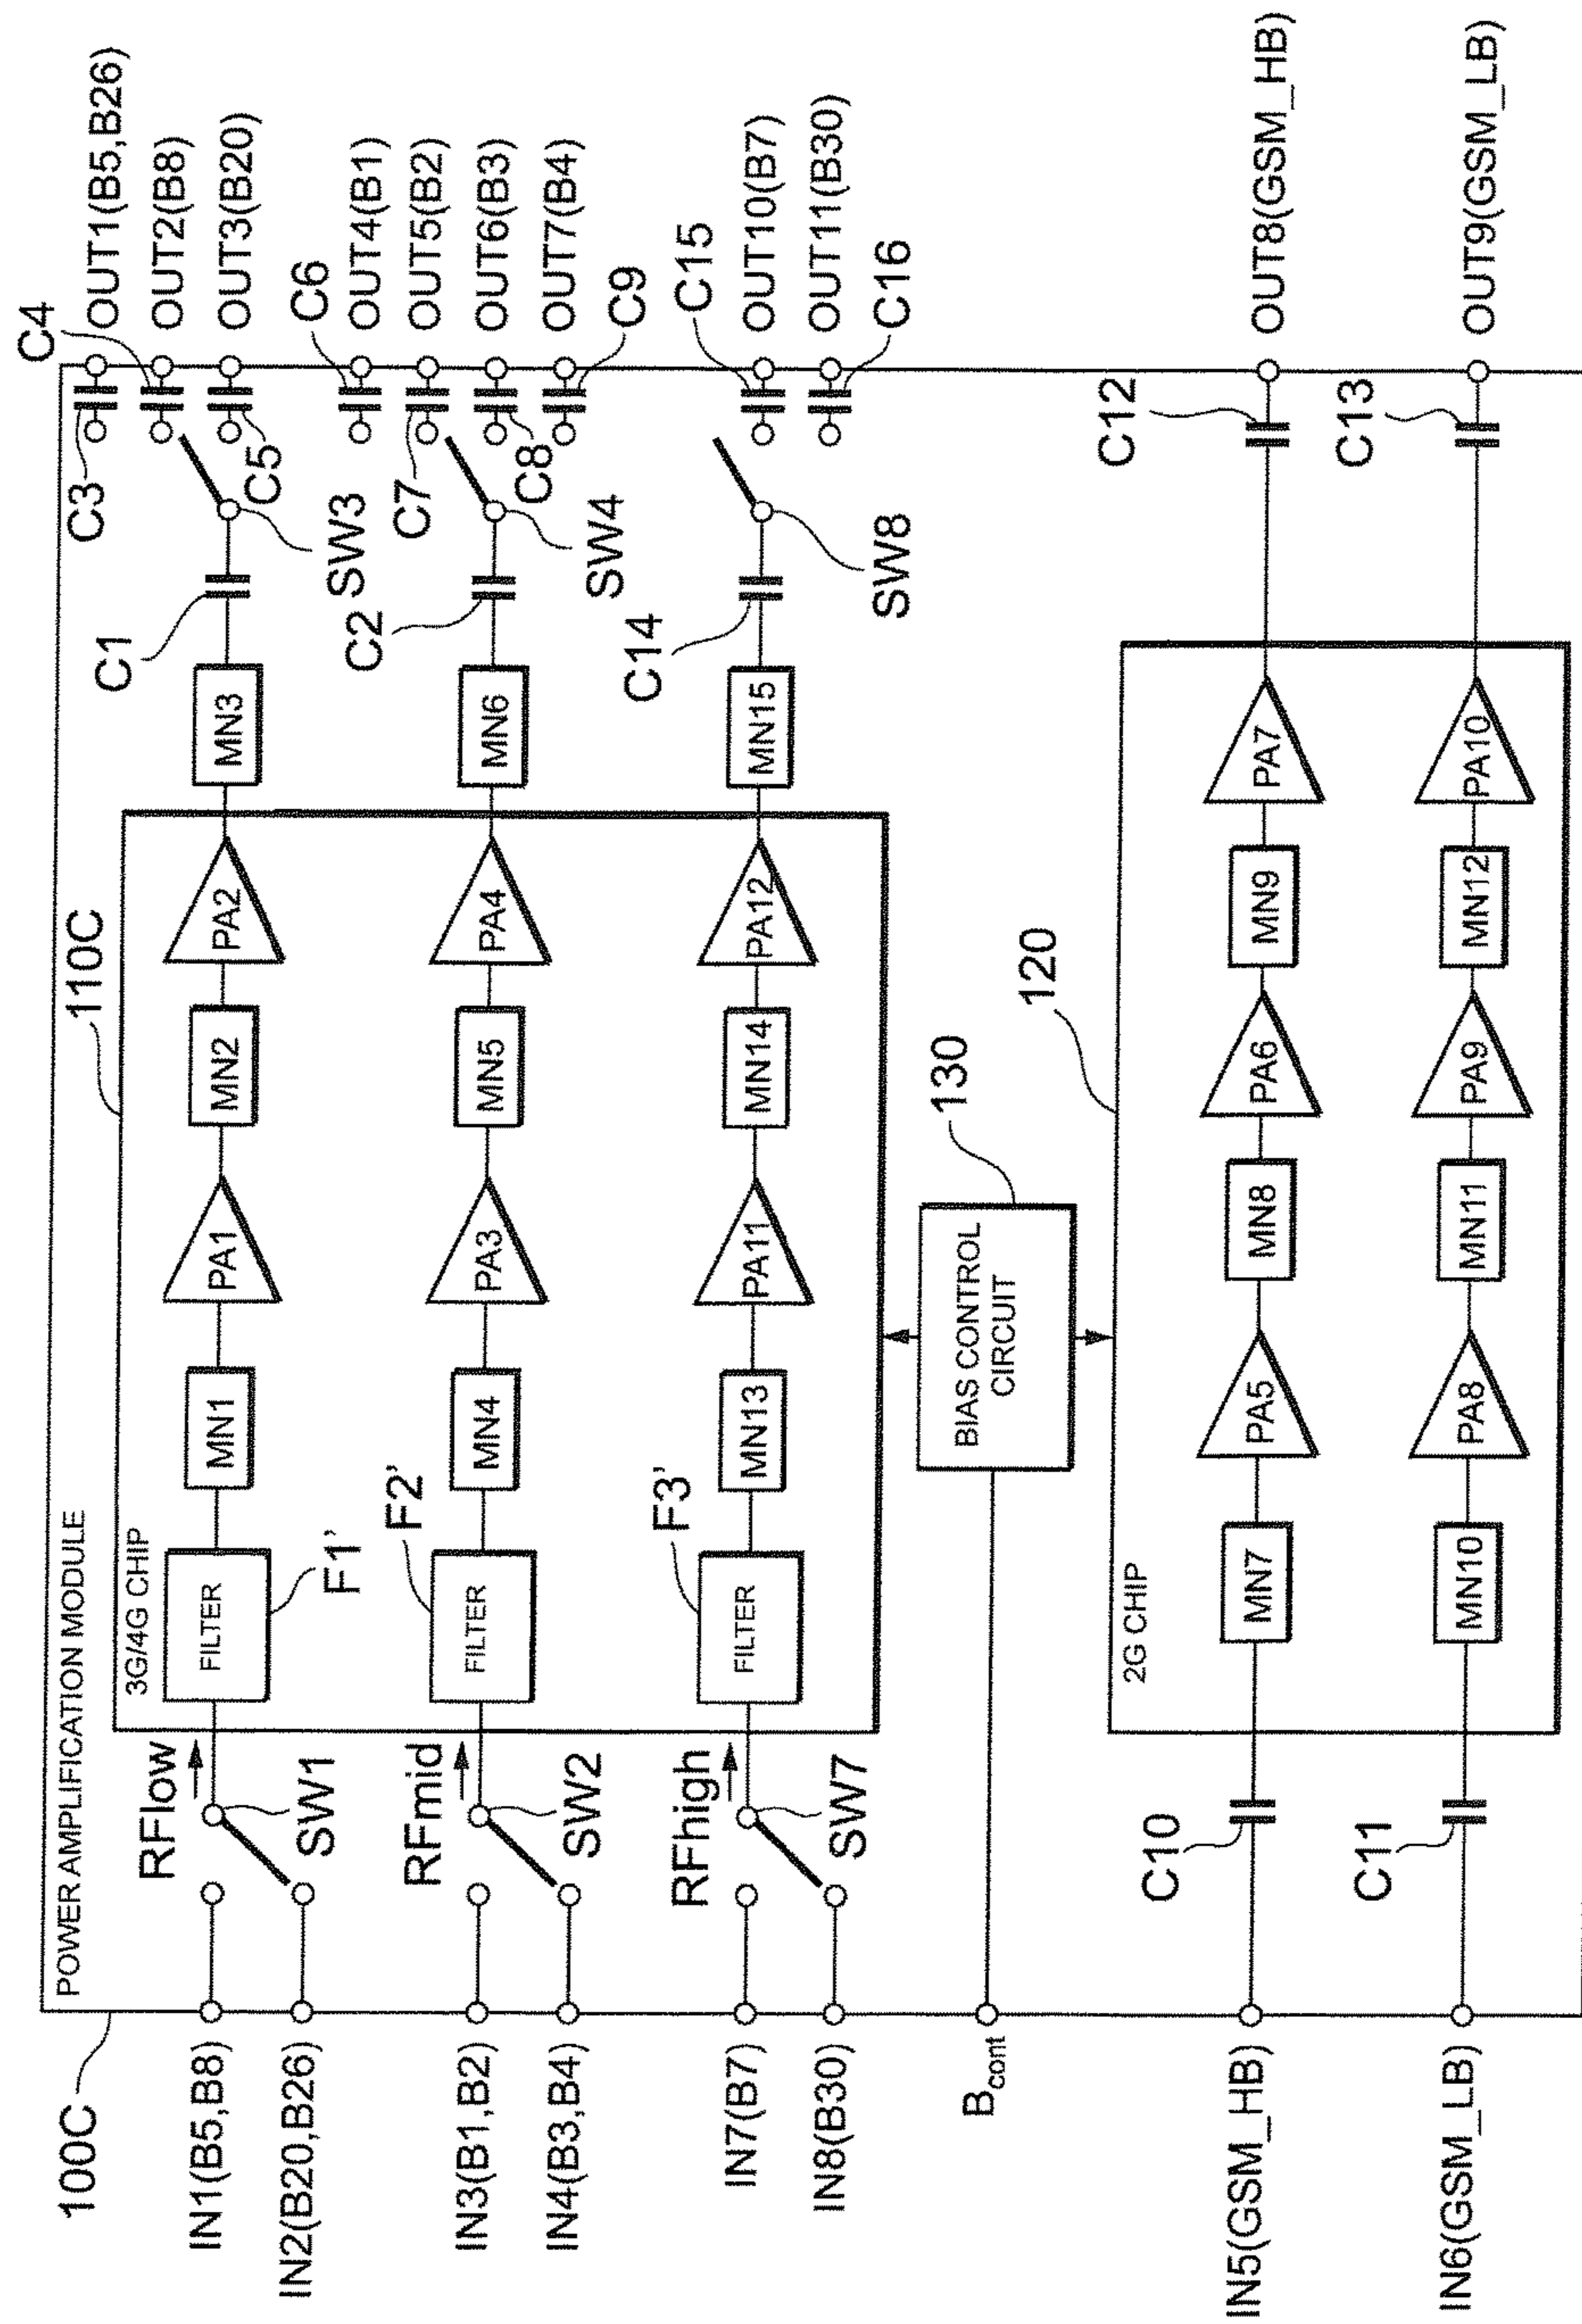 100C
POWER AMPLIFICATION MODULE
110C
3G/4G CHIP
IN1(B5,B8)
IN2(B20,B26)
RFlow
SW1
FILTER
F1'
MN1
PA1
MN2
PA2
MN3
C1
SW3
C3
C4
C5
OUT1(B5,B26)
OUT2(B8)
OUT3(B20)
IN3(B1,B2)
IN4(B3,B4)
RFmid
SW2
FILTER
F2'
MN4
PA3
MN5
PA4
MN6
C2
SW4
C6
C7
C8
C9
OUT4(B1)
OUT5(B2)
OUT6(B3)
OUT7(B4)
IN7(B7)
IN8(B30)
RFhigh
SW7
FILTER
F3'
MN13
PA11
MN14
PA12
MN15
C14
SW8
C15
C16
OUT10(B7)
OUT11(B30)
Bcont
BIAS CONTROL
CIRCUIT
130
120
2G CHIP
IN5(GSM_HB)
C10
MN7
PA5
MN8
PA6
MN9
PA7
C12
OUT8(GSM_HB)
IN6(GSM_LB)
C11
MN10
PA8
MN11
PA9
MN12
PA10
C13
OUT9(GSM_LB)